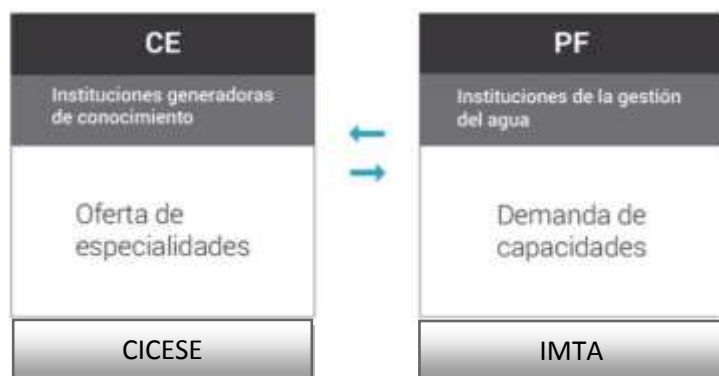 CE
Instituciones generadoras
de conocimiento
Oferta de
especialidades
CICESE
PF
Instituciones de la gestión
del agua
Demanda de
capacidades
IMTA